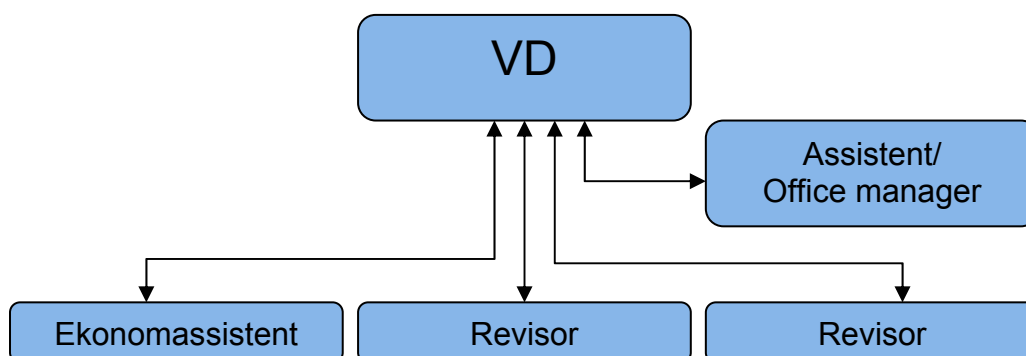 VD
Assistent/
Office manager
Ekonomassistent
Revisor
Revisor